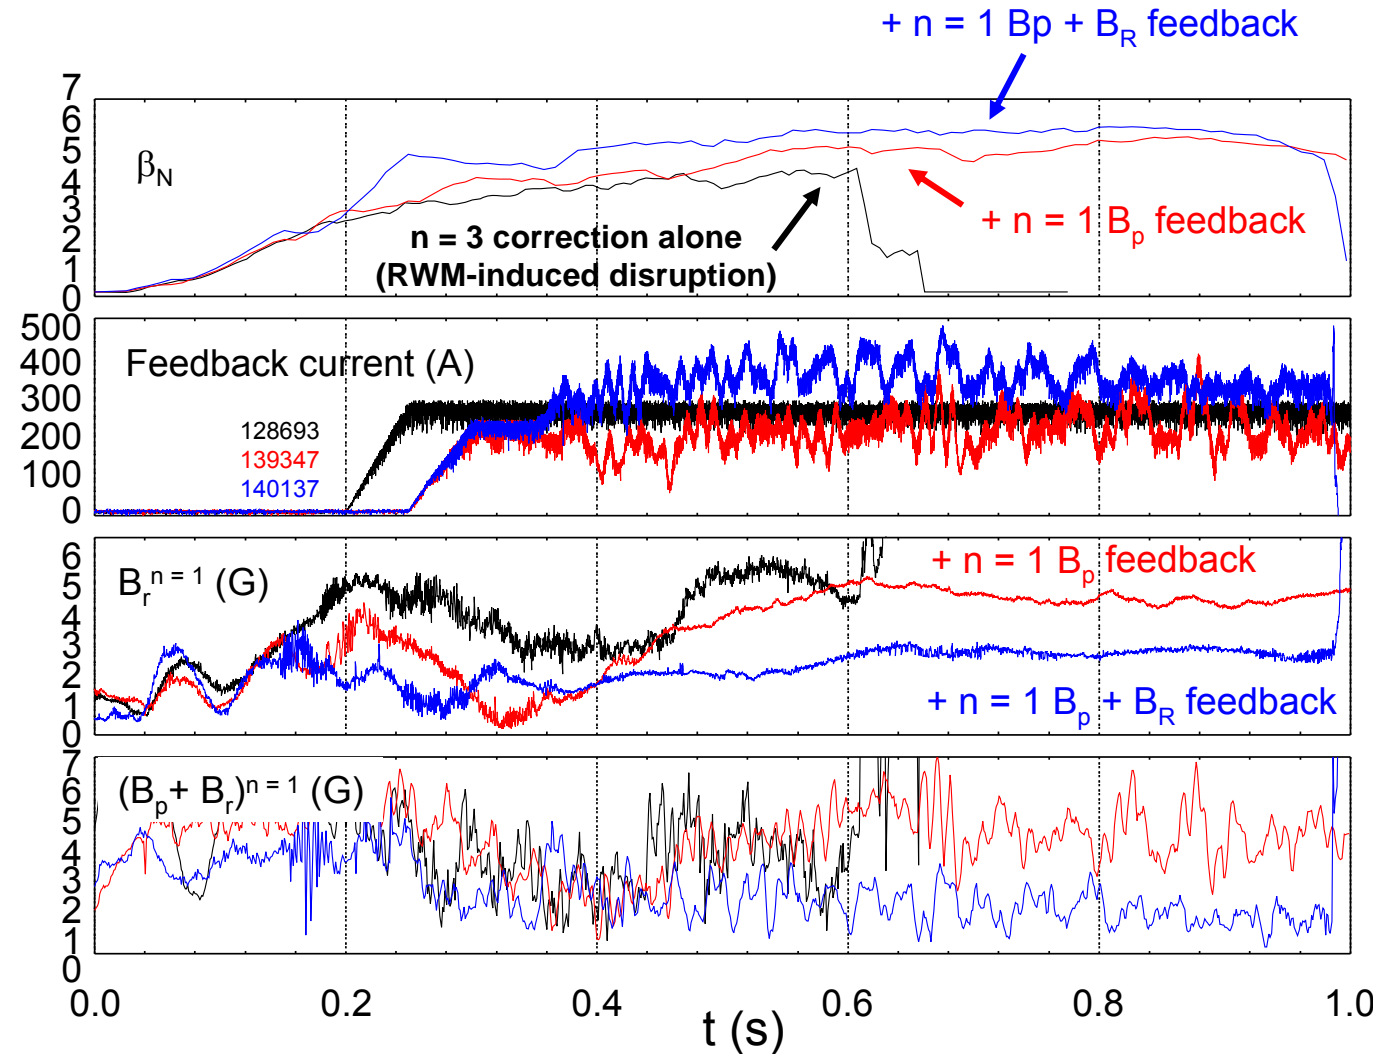 + n = 1 Bp + B_R feedback
7
6
5
4
3
2
1
0
β_N
n = 3 correction alone
(RWM-induced disruption)
+ n = 1 B_p feedback
500
400
300
200
100
0
Feedback current (A)
128693
139347
140137
6
5
4
3
2
1
0
B_r^n = 1 (G)
+ n = 1 B_p feedback
+ n = 1 B_p + B_R feedback
7
6
5
4
3
2
1
0
(B_p + B_r)^n = 1 (G)
0.0 0.2 0.4 0.6 0.8 1.0
t (s)